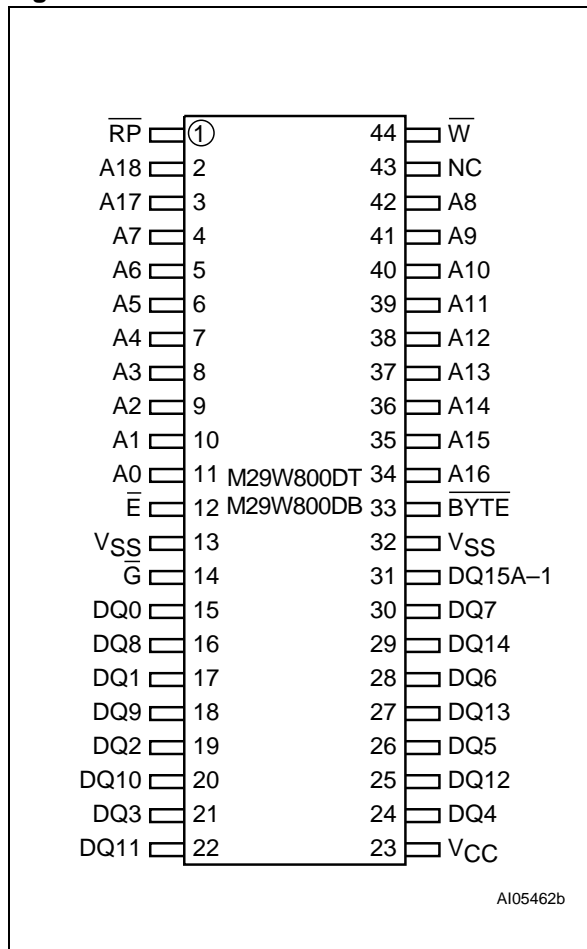 R̅P̅ 1 44 W̅
A18 2 43 NC
A17 3 42 A8
A7 4 41 A9
A6 5 40 A10
A5 6 39 A11
A4 7 38 A12
A3 8 37 A13
A2 9 36 A14
A1 10 35 A15
A0 11 M29W800DT 34 A16
E̅ 12 M29W800DB 33 B̅Y̅T̅E̅
VSS 13 32 VSS
G̅ 14 31 DQ15A–1
DQ0 15 30 DQ7
DQ8 16 29 DQ14
DQ1 17 28 DQ6
DQ9 18 27 DQ13
DQ2 19 26 DQ5
DQ10 20 25 DQ12
DQ3 21 24 DQ4
DQ11 22 23 VCC
AI05462b